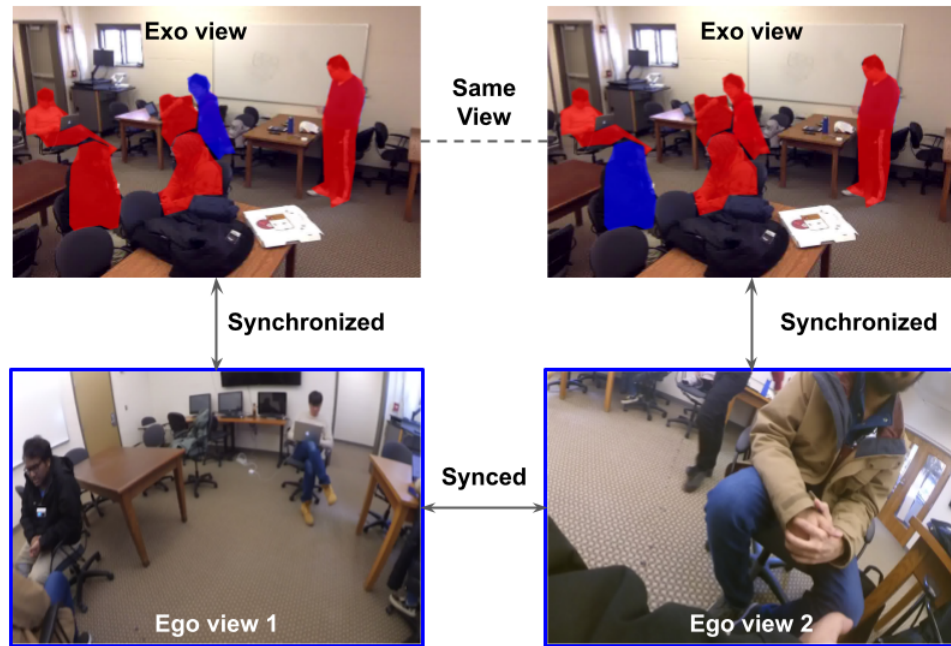 Exo view
Exo view
Same
View
Synchronized
Synchronized
Synced
Ego view 1
Ego view 2